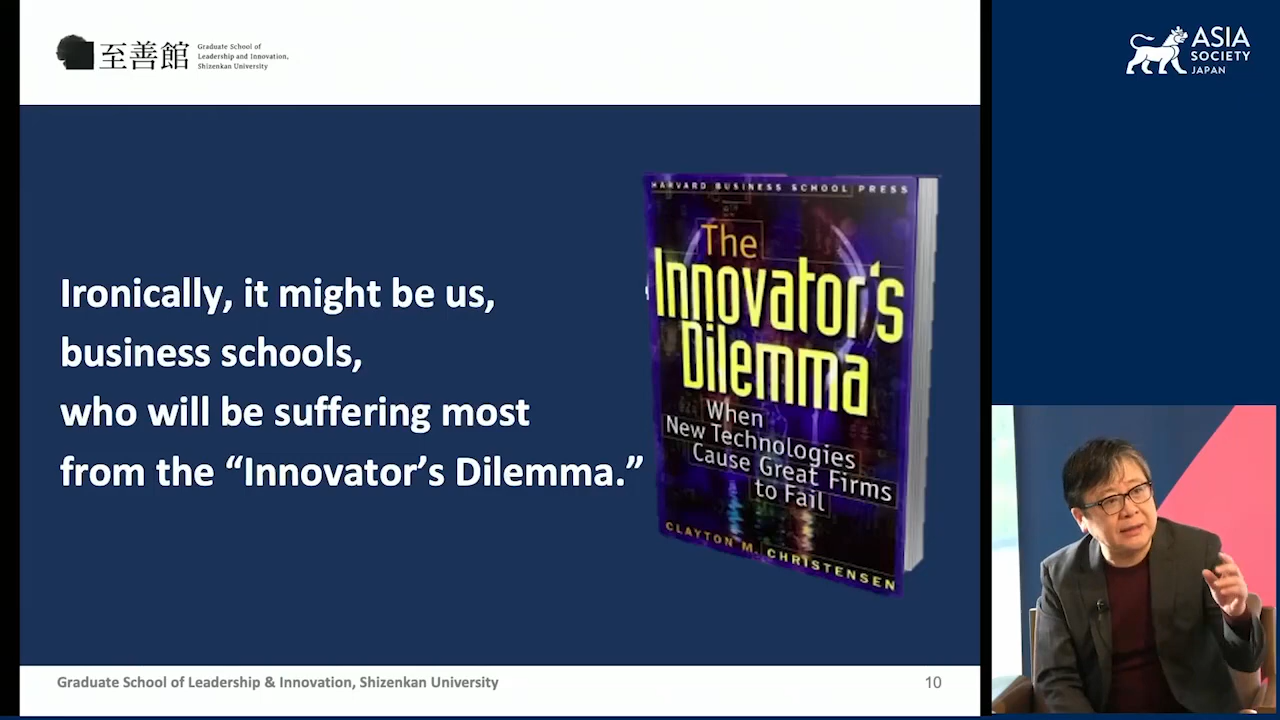 至善館
Graduate School of
Leadership and Innovation,
Shizenkan University
ASIA
SOCIETY
JAPAN
Ironically, it might be us,
business schools,
who will be suffering most
from the “Innovator’s Dilemma.”
HARVARD BUSINESS SCHOOL PRESS
The
Innovator's
Dilemma
When
New Technologies
Cause Great Firms
to Fail
CLAYTON M. CHRISTENSEN
Graduate School of Leadership & Innovation, Shizenkan University
10